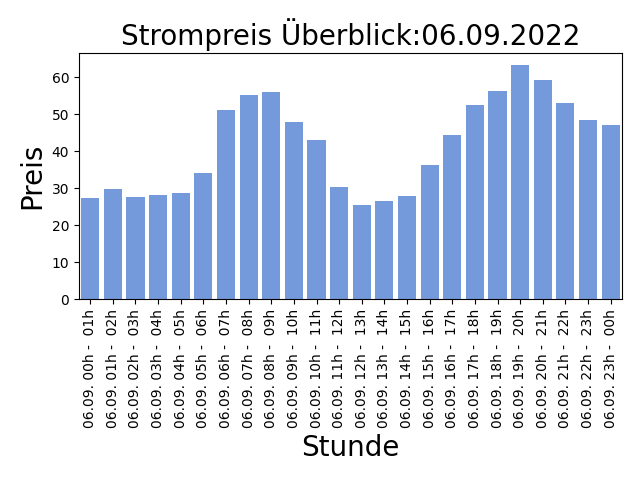 Strompreis Überblick:06.09.2022
Preis
60
50
40
30
20
10
0
06.09. 00h - 01h
06.09. 01h - 02h
06.09. 02h - 03h
06.09. 03h - 04h
06.09. 04h - 05h
06.09. 05h - 06h
06.09. 06h - 07h
06.09. 07h - 08h
06.09. 08h - 09h
06.09. 09h - 10h
06.09. 10h - 11h
06.09. 11h - 12h
06.09. 12h - 13h
06.09. 13h - 14h
06.09. 14h - 15h
06.09. 15h - 16h
06.09. 16h - 17h
06.09. 17h - 18h
06.09. 18h - 19h
06.09. 19h - 20h
06.09. 20h - 21h
06.09. 21h - 22h
06.09. 22h - 23h
06.09. 23h - 00h
Stunde